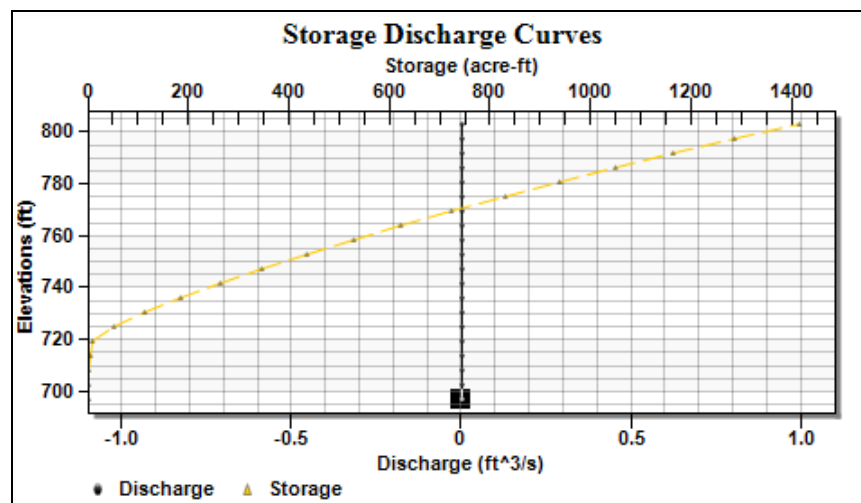 Storage Discharge Curves
Storage (acre-ft)
0 200 400 600 800 1000 1200 1400
800
780
760
740
720
700
Elevations (ft)
-1.0 -0.5 0 0.5 1.0
Discharge (ft^3/s)
Discharge Storage